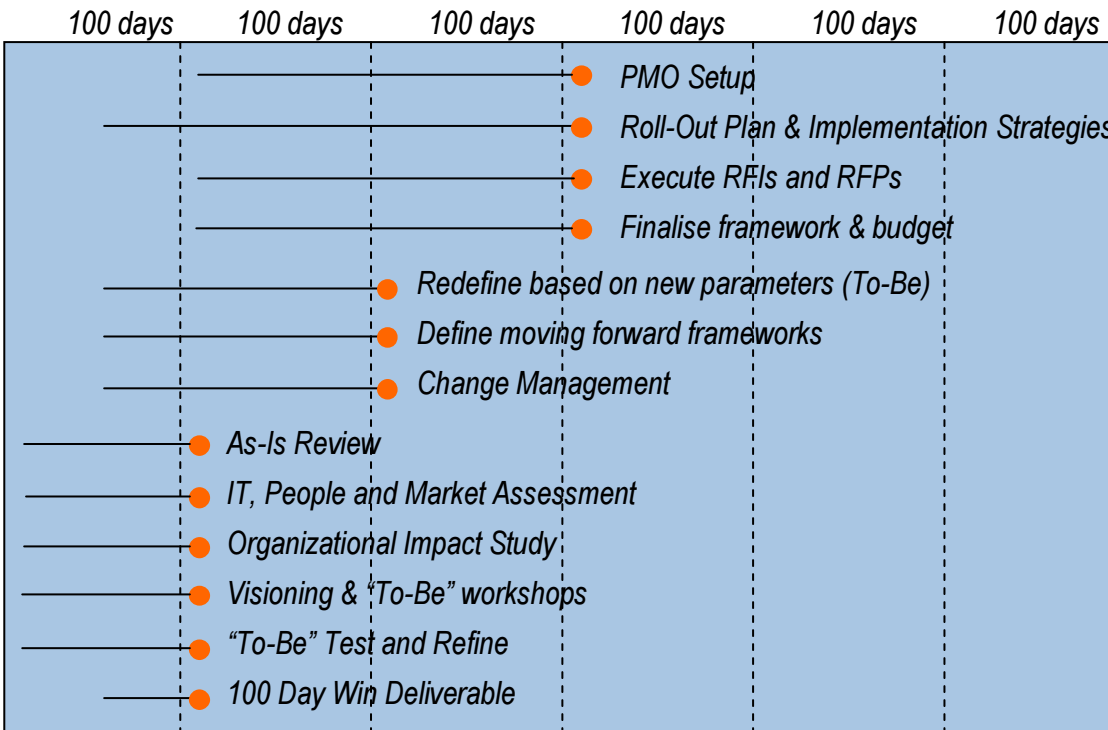 100 days 100 days 100 days 100 days 100 days 100 days
PMO Setup
Roll-Out Plan & Implementation Strategies
Execute RFIs and RFPs
Finalise framework & budget
Redefine based on new parameters (To-Be)
Define moving forward frameworks
Change Management
As-Is Review
IT, People and Market Assessment
Organizational Impact Study
Visioning & “To-Be” workshops
“To-Be” Test and Refine
100 Day Win Deliverable